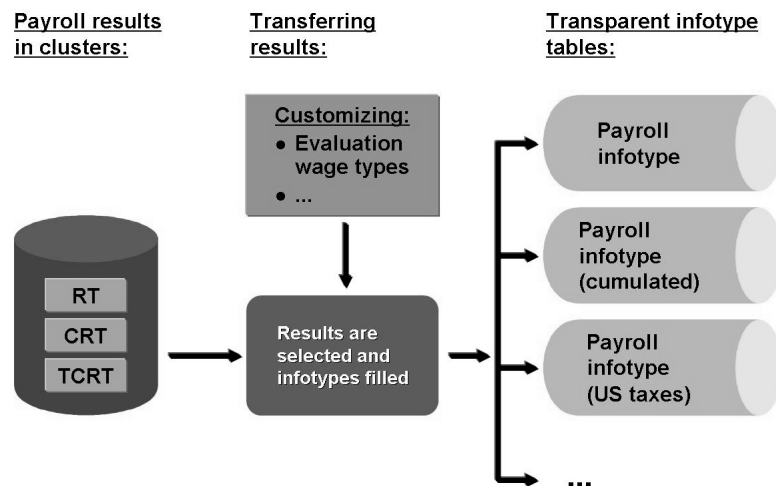 Payroll results
in clusters:
Transferring
results:
Transparent infotype
tables:
Customizing:
● Evaluation
wage types
● ...
RT
CRT
TCRT
Results are
selected and
infotypes filled
Payroll
infotype
Payroll
infotype
(cumulated)
Payroll
infotype
(US taxes)
...